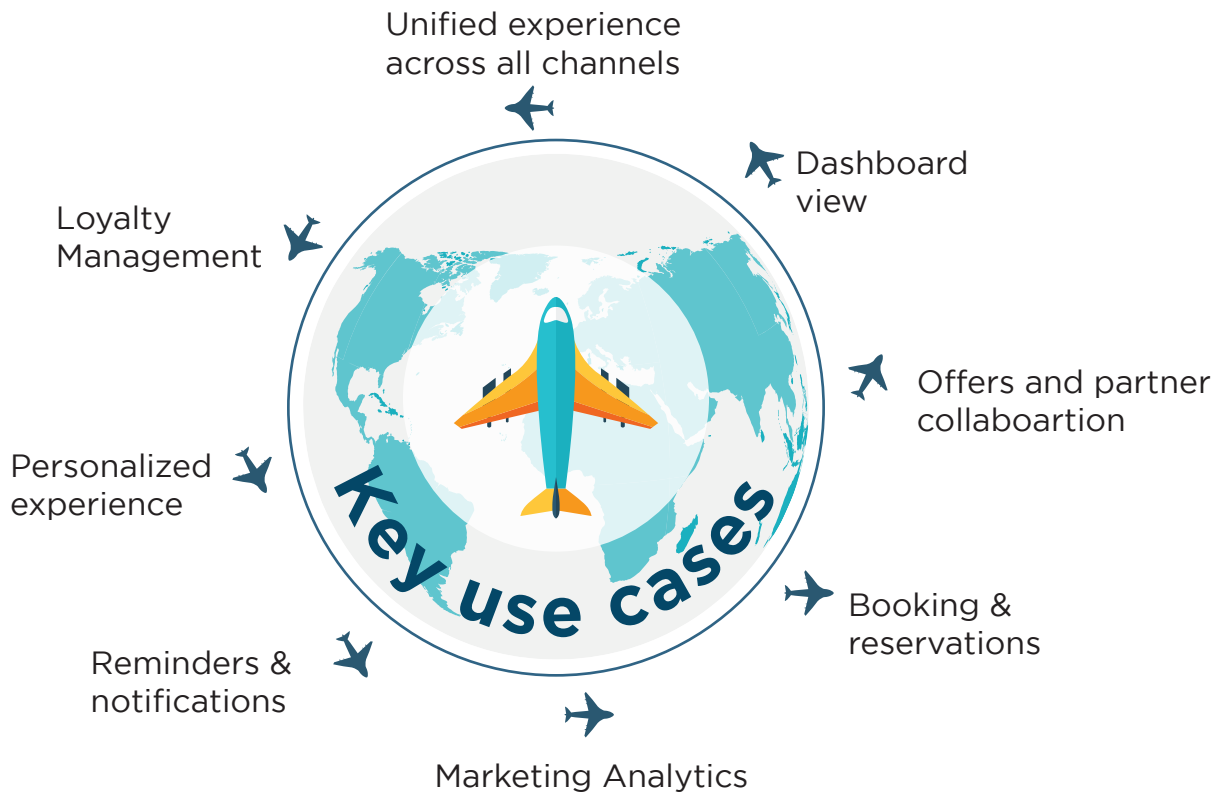 Unified experience
across all channels
Dashboard
view
Loyalty
Management
Offers and partner
collaboartion
Personalized
experience
Key use cases
Booking &
reservations
Reminders &
notifications
Marketing Analytics